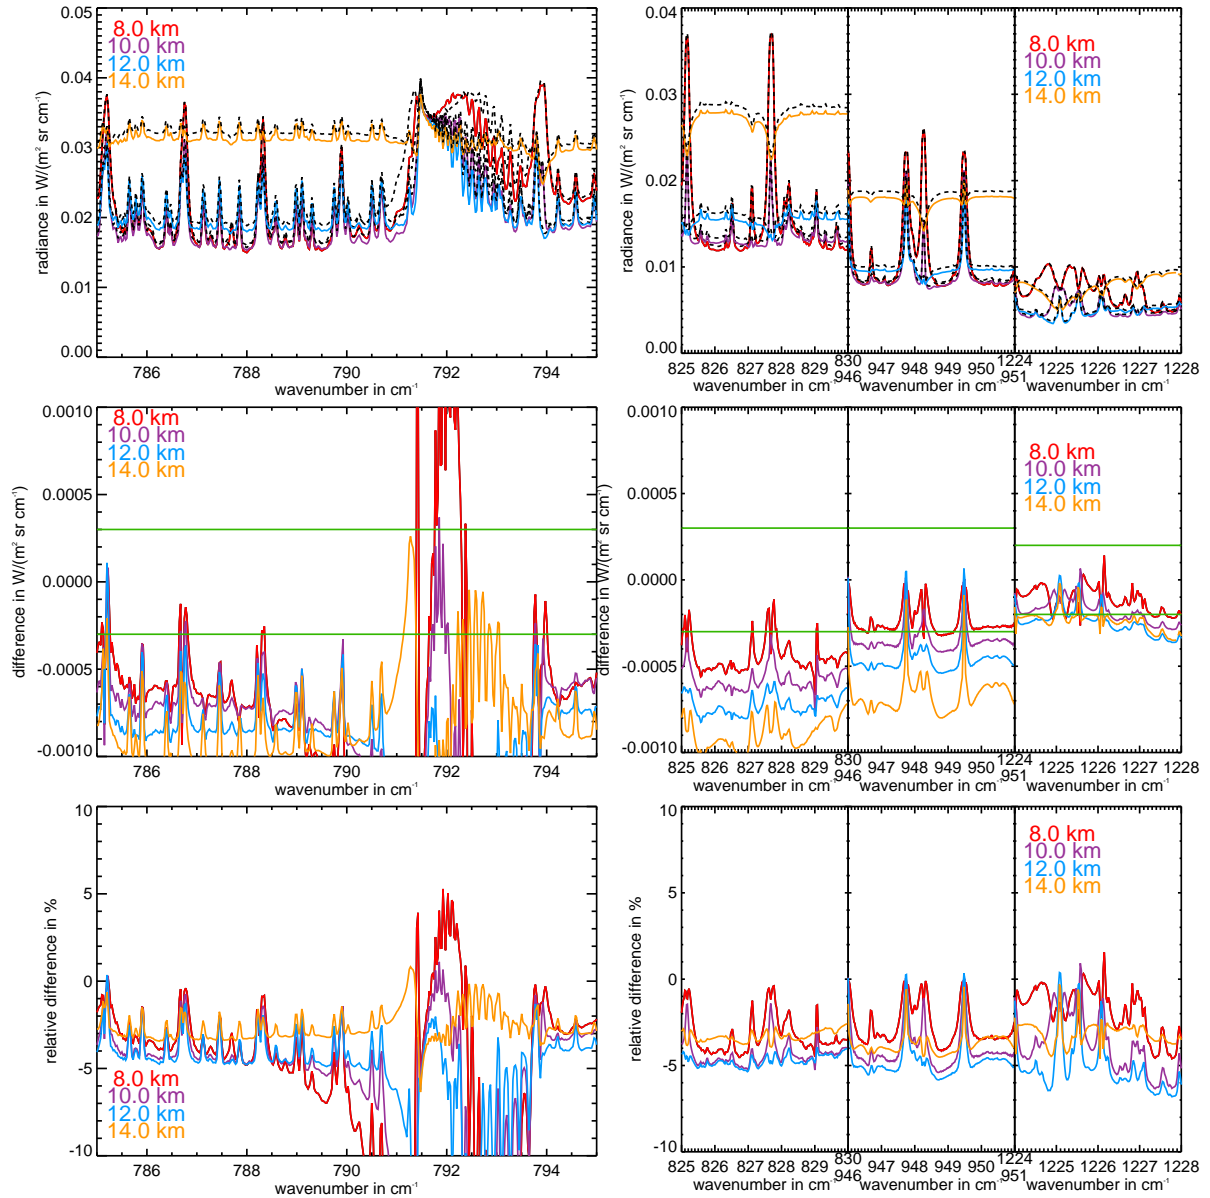 0.05
0.04
0.03
0.02
0.01
0.00
radiance in W/(m² sr cm⁻¹)
8.0 km
10.0 km
12.0 km
14.0 km
786 788 790 792 794
wavenumber in cm⁻¹
0.04
0.03
0.02
0.01
0.00
radiance in W/(m² sr cm⁻¹)
8.0 km
10.0 km
12.0 km
14.0 km
825 826 827 828 829 830
946 947 948 949 950 951
1224 1225 1226 1227 1228
wavenumber in cm⁻¹ wavenumber in cm⁻¹ wavenumber in cm⁻¹
0.0010
0.0005
0.0000
-0.0005
-0.0010
difference in W/(m² sr cm⁻¹)
8.0 km
10.0 km
12.0 km
14.0 km
786 788 790 792 794
wavenumber in cm⁻¹
0.0010
0.0005
0.0000
-0.0005
-0.0010
difference in W/(m² sr cm⁻¹)
8.0 km
10.0 km
12.0 km
14.0 km
825 826 827 828 829 830
946 947 948 949 950 951
1224 1225 1226 1227 1228
wavenumber in cm⁻¹ wavenumber in cm⁻¹ wavenumber in cm⁻¹
10
5
0
-5
-10
relative difference in %
8.0 km
10.0 km
12.0 km
14.0 km
786 788 790 792 794
wavenumber in cm⁻¹
10
5
0
-5
-10
relative difference in %
8.0 km
10.0 km
12.0 km
14.0 km
825 826 827 828 829 830
946 947 948 949 950 951
1224 1225 1226 1227 1228
wavenumber in cm⁻¹ wavenumber in cm⁻¹ wavenumber in cm⁻¹